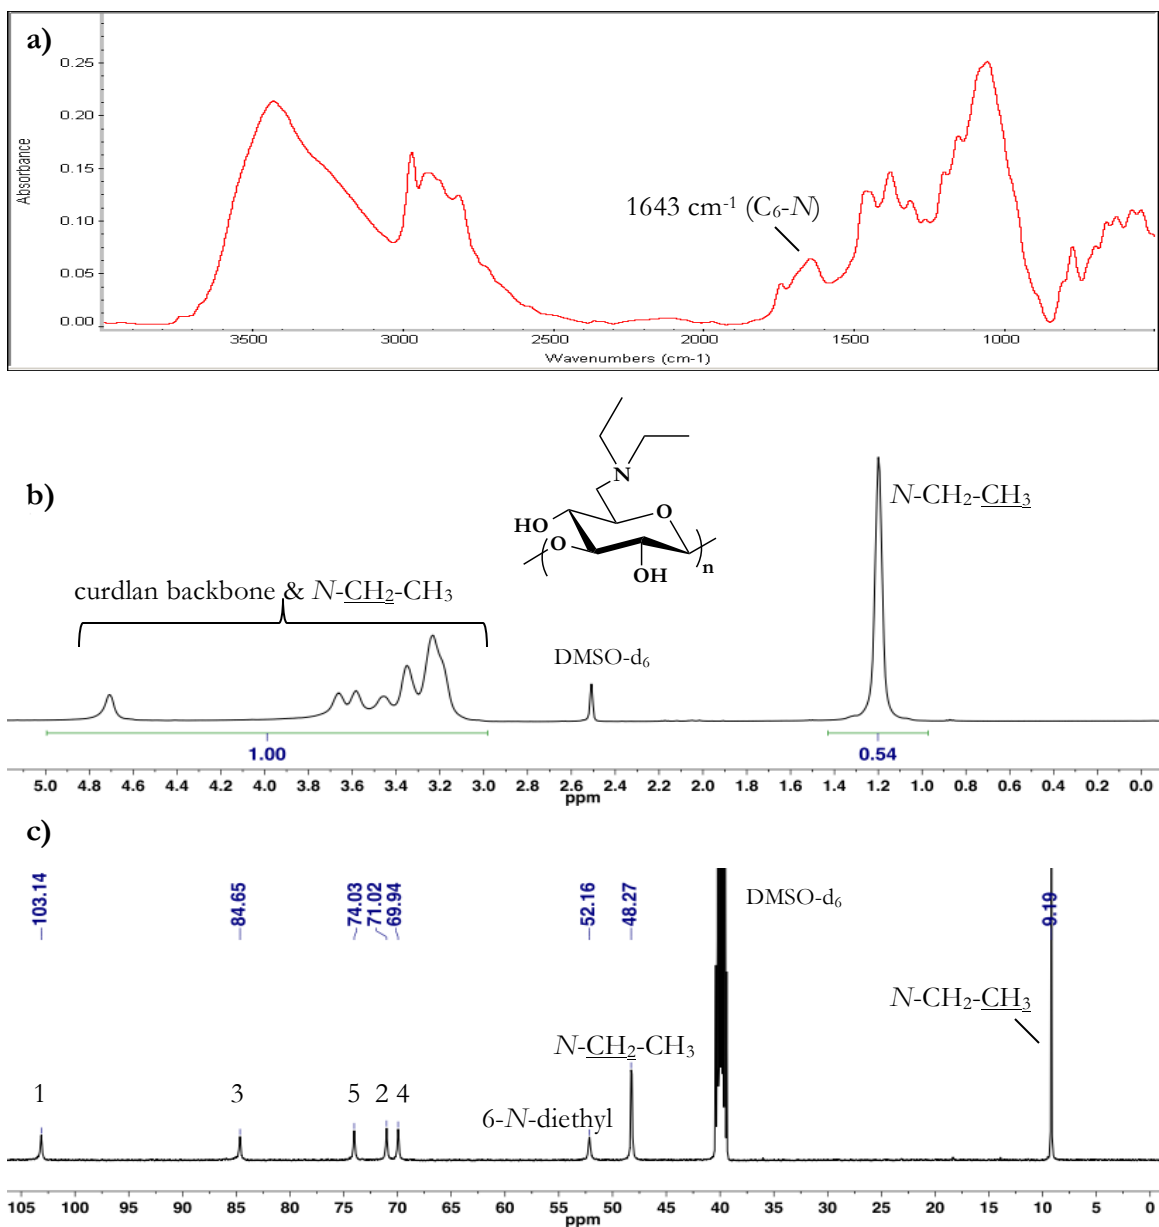 a)
0.25
0.20
0.15
0.10
0.05
0.00
Absorbance
1643 cm⁻¹ (C₆-N)
3500 3000 2500 2000 1500 1000
Wavenumbers (cm-1)
b)
N
O
HO
O
OH
n
N-CH₂-CH₃
curdlan backbone & N-CH₂-CH₃
DMSO-d₆
1.00
0.54
5.0 4.8 4.6 4.4 4.2 4.0 3.8 3.6 3.4 3.2 3.0 2.8 2.6 2.4 2.2 2.0 1.8 1.6 1.4 1.2 1.0 0.8 0.6 0.4 0.2 0.0
ppm
c)
103.14
84.65
74.03
71.02
69.94
52.16
48.27
9.19
DMSO-d₆
N-CH₂-CH₃
N-CH₂-CH₃
1 3 5 2 4
6-N-diethyl
105 100 95 90 85 80 75 70 65 60 55 50 45 40 35 30 25 20 15 10 5 0
ppm